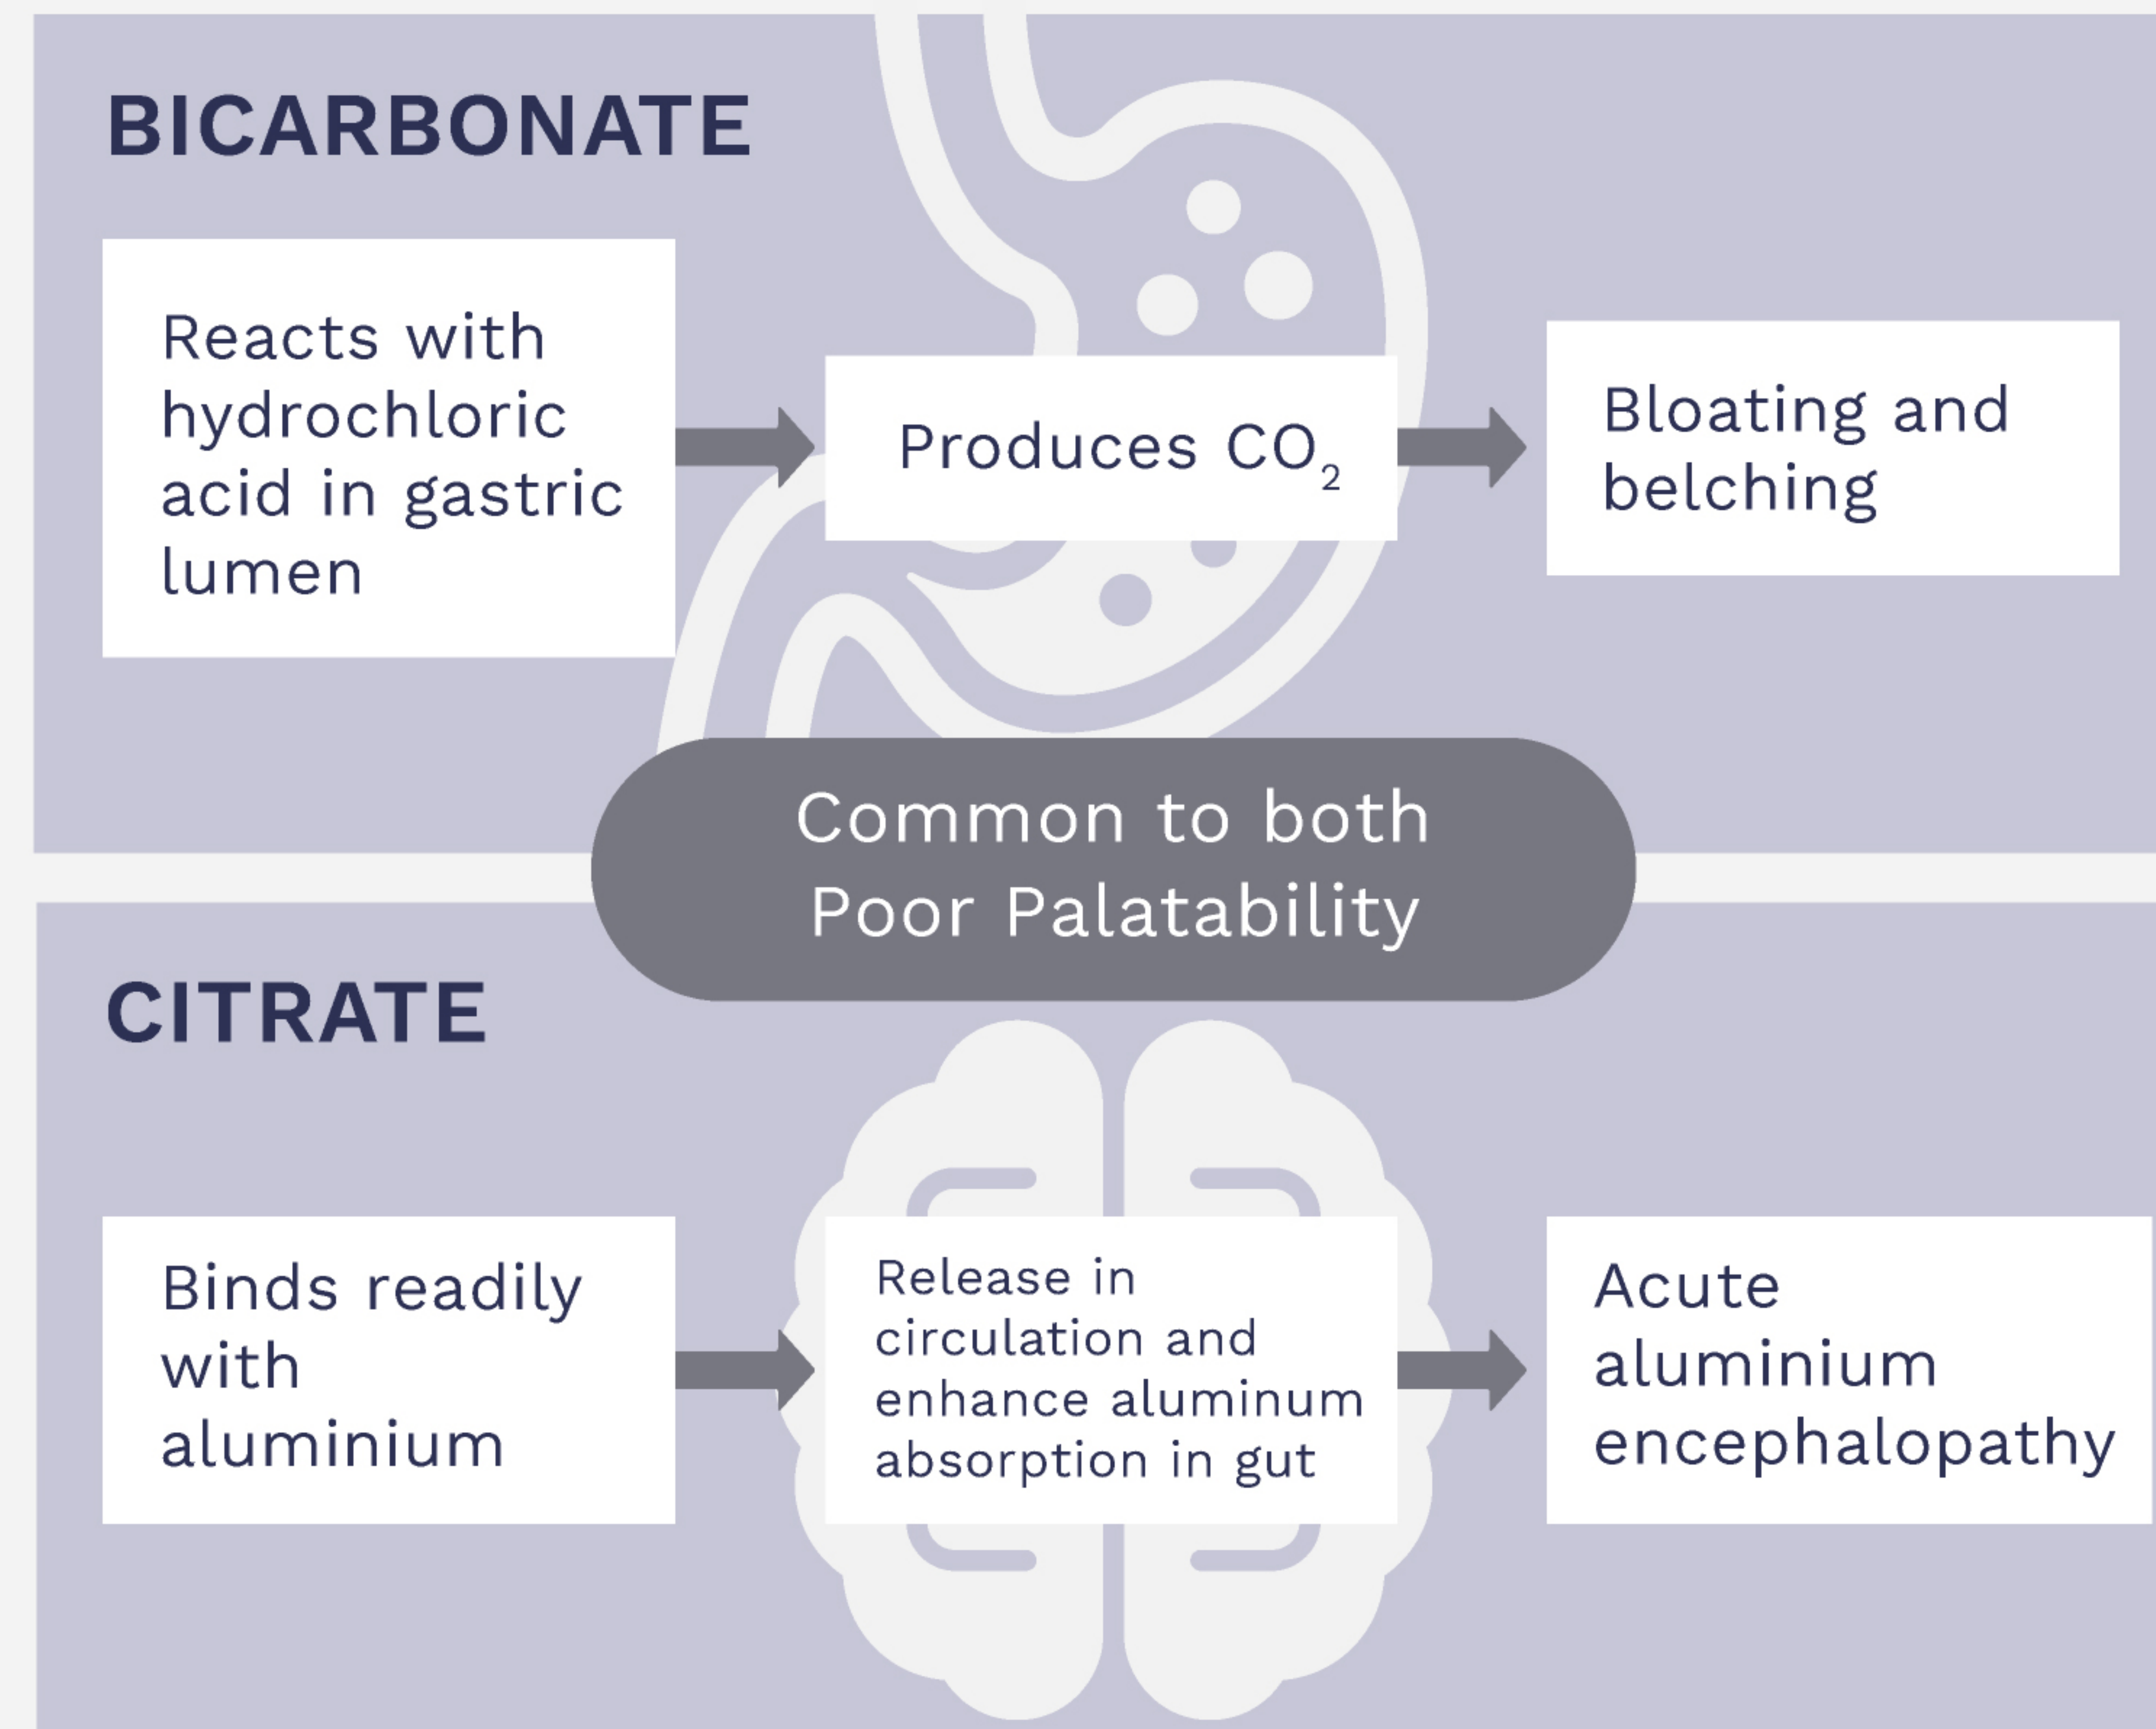 BICARBONATE
Reacts with
hydrochloric
acid in gastric
lumen
Produces CO₂
Bloating and
belching
Common to both
Poor Palatability
CITRATE
Binds readily
with
aluminium
Release in
circulation and
enhance aluminum
absorption in gut
Acute
aluminium
encephalopathy